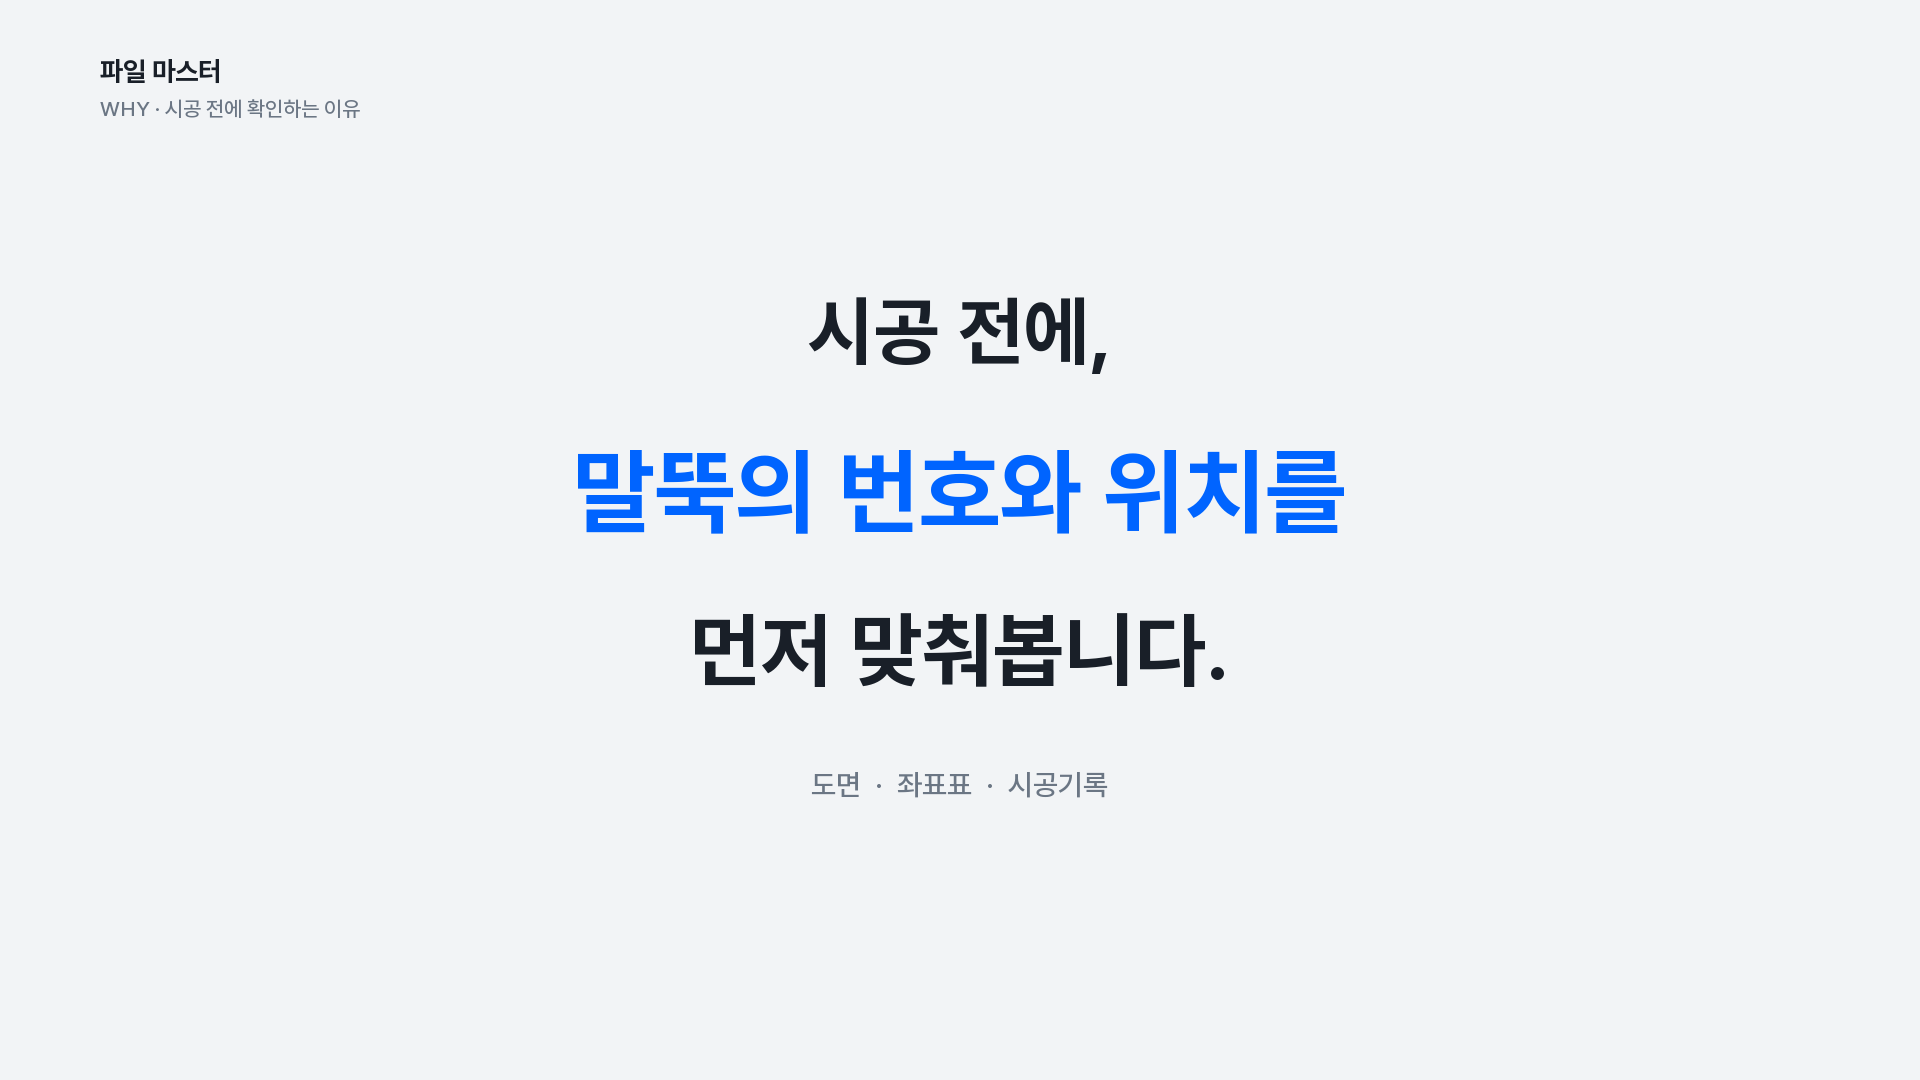 파일 마스터
WHY · 시공 전에 확인하는 이유
시공 전에,
말뚝의 번호와 위치를
먼저 맞춰봅니다.
도면 · 좌표표 · 시공기록